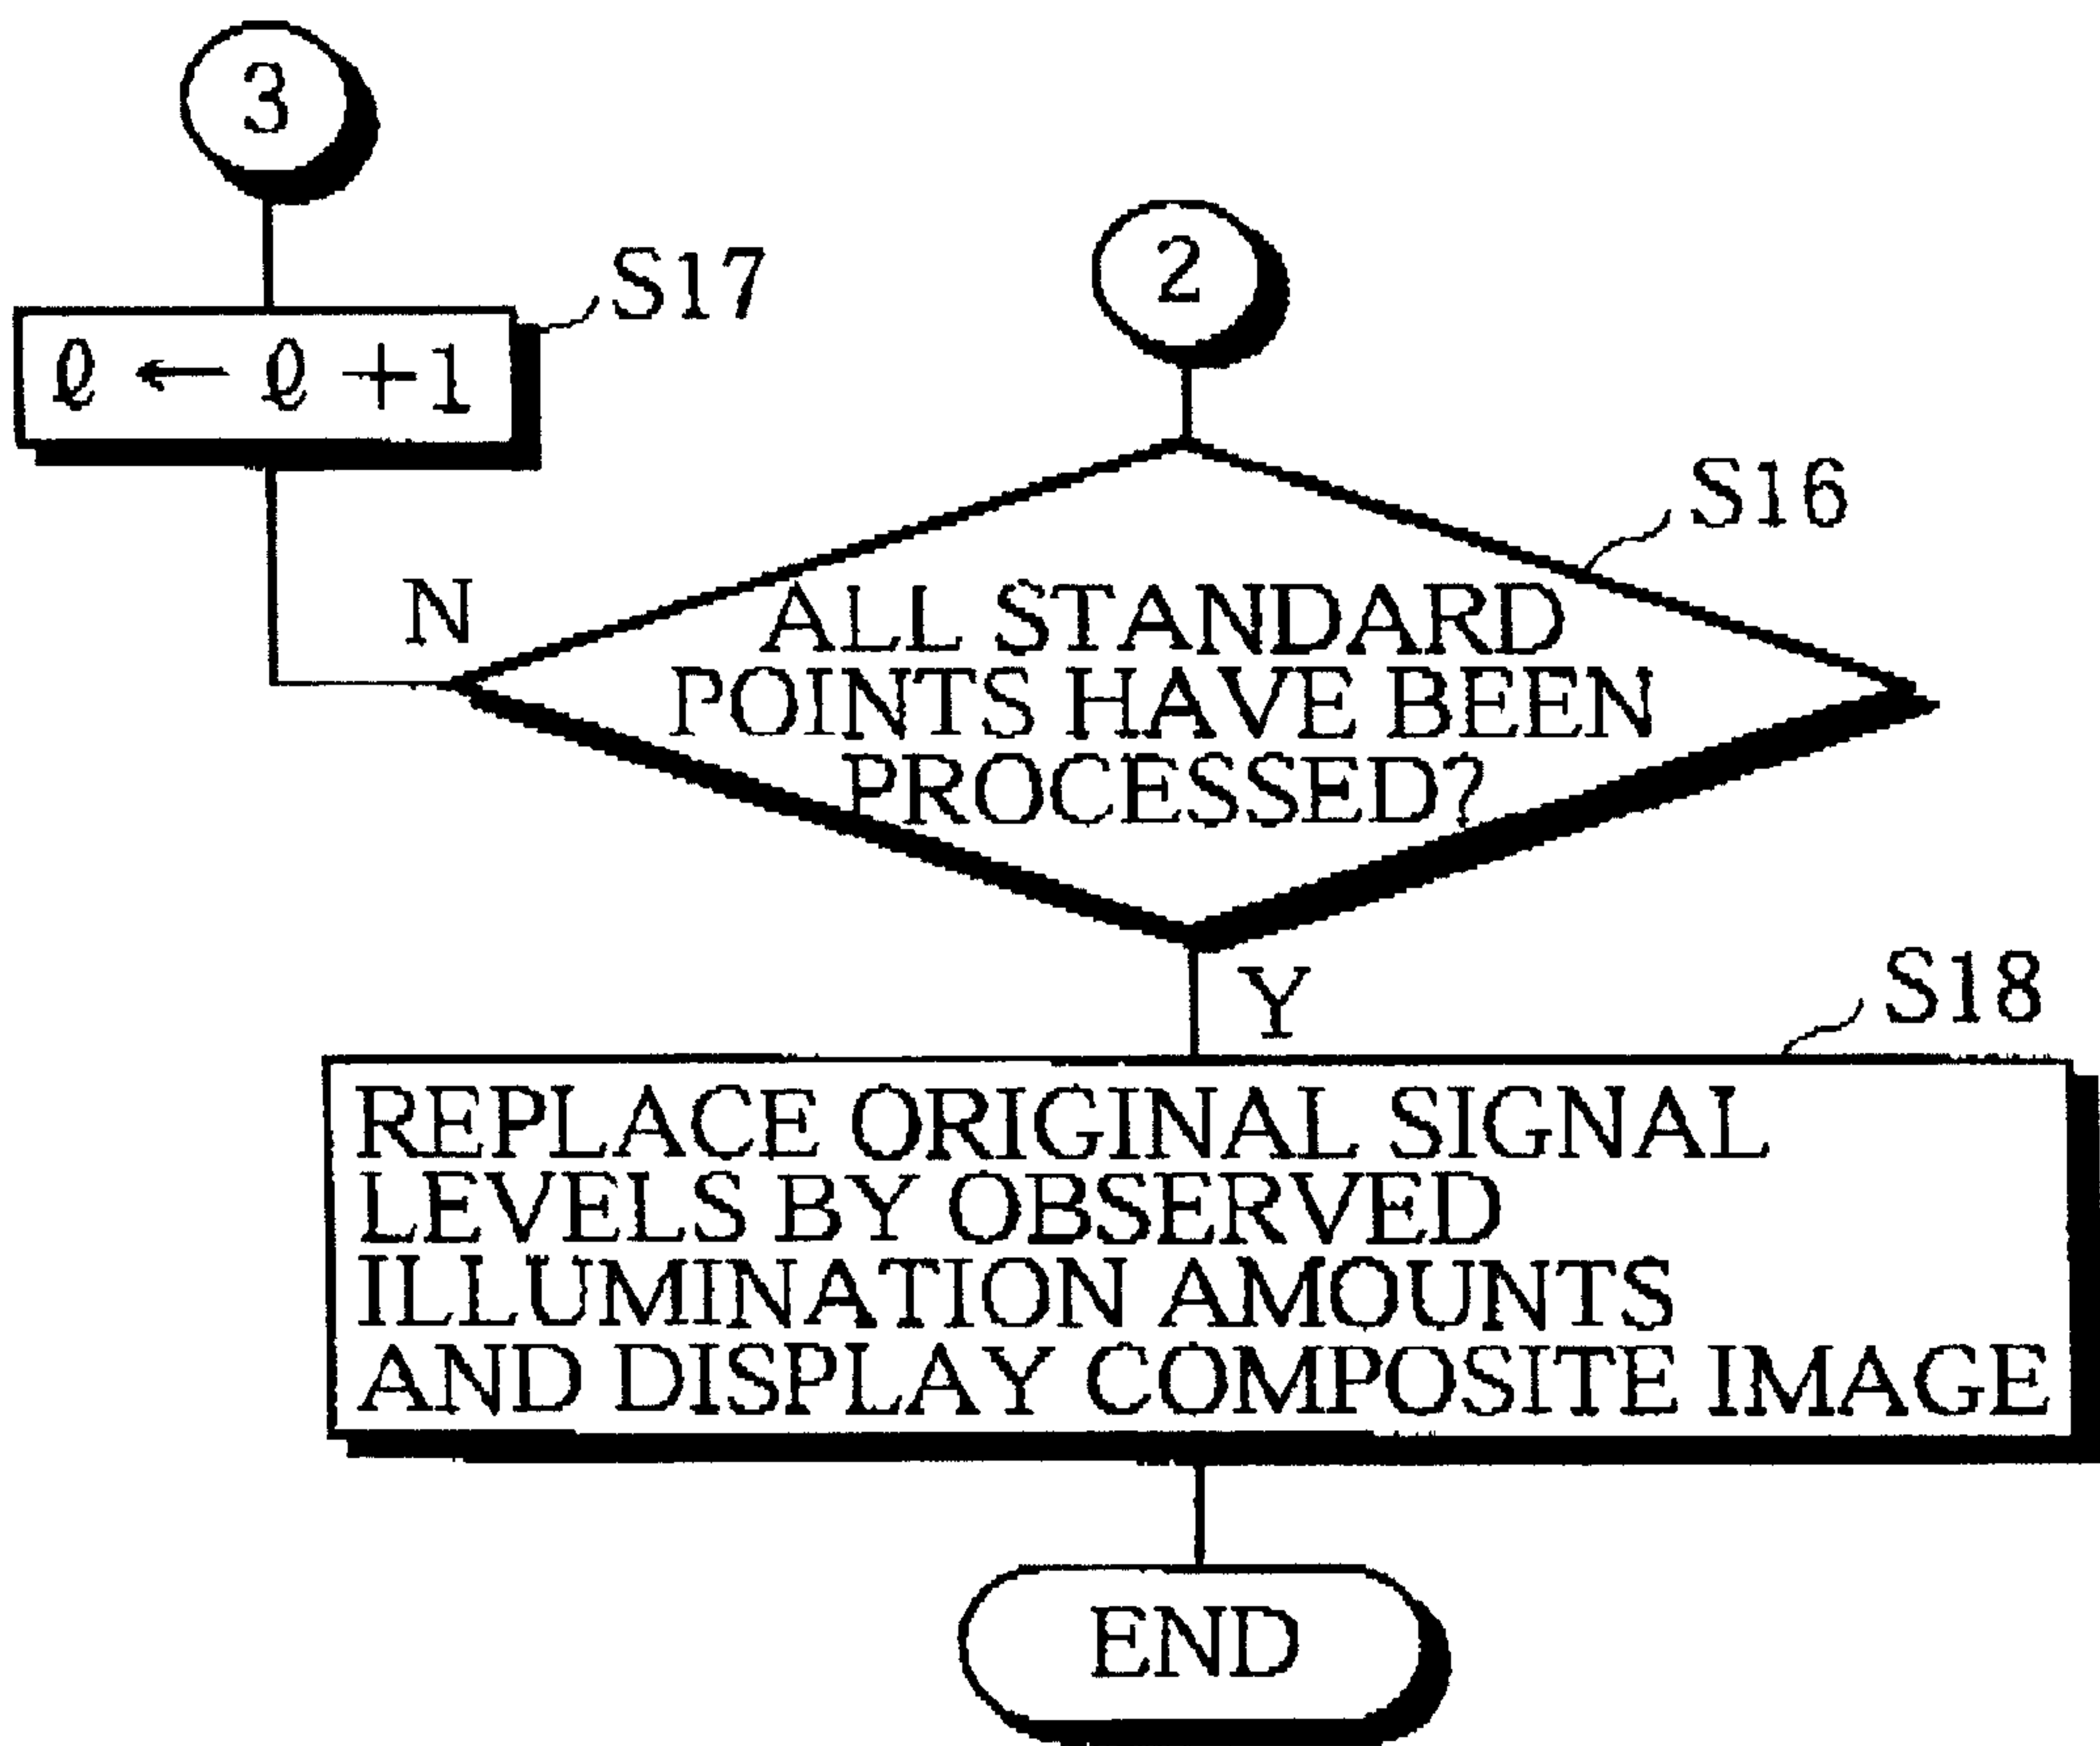 3
S17
ℓ ← ℓ +1
2
S16
N
ALL STANDARD
POINTS HAVE BEEN
PROCESSED?
Y
S18
REPLACE ORIGINAL SIGNAL
LEVELS BY OBSERVED
ILLUMINATION AMOUNTS
AND DISPLAY COMPOSITE IMAGE
END